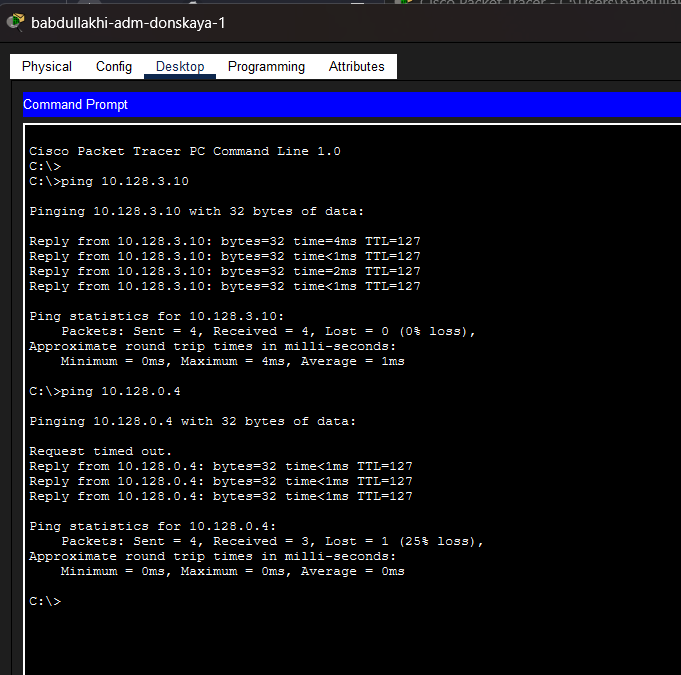 Cisco Packet Tracer - C:\Users\babdullakh
babdullakhi-adm-donskaya-1
Physical Config Desktop Programming Attributes
Command Prompt
Cisco Packet Tracer PC Command Line 1.0
C:\>
C:\>ping 10.128.3.10
Pinging 10.128.3.10 with 32 bytes of data:
Reply from 10.128.3.10: bytes=32 time=4ms TTL=127
Reply from 10.128.3.10: bytes=32 time<1ms TTL=127
Reply from 10.128.3.10: bytes=32 time=2ms TTL=127
Reply from 10.128.3.10: bytes=32 time<1ms TTL=127
Ping statistics for 10.128.3.10:
Packets: Sent = 4, Received = 4, Lost = 0 (0% loss),
Approximate round trip times in milli-seconds:
Minimum = 0ms, Maximum = 4ms, Average = 1ms
C:\>ping 10.128.0.4
Pinging 10.128.0.4 with 32 bytes of data:
Request timed out.
Reply from 10.128.0.4: bytes=32 time<1ms TTL=127
Reply from 10.128.0.4: bytes=32 time<1ms TTL=127
Reply from 10.128.0.4: bytes=32 time<1ms TTL=127
Ping statistics for 10.128.0.4:
Packets: Sent = 4, Received = 3, Lost = 1 (25% loss),
Approximate round trip times in milli-seconds:
Minimum = 0ms, Maximum = 0ms, Average = 0ms
C:\>